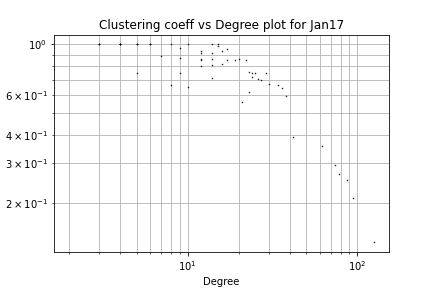 Clustering coeff vs Degree plot for Jan17
10⁰
6 × 10⁻¹
4 × 10⁻¹
3 × 10⁻¹
2 × 10⁻¹
10¹ 10²
Degree